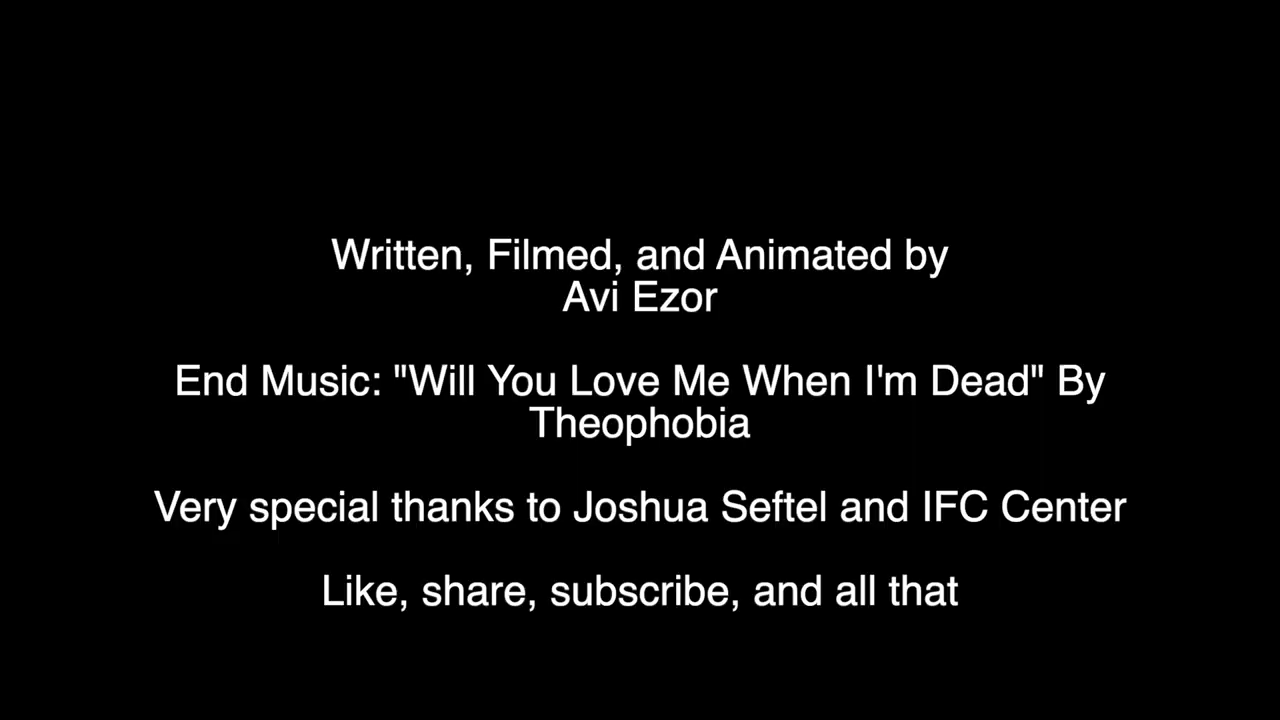 Written, Filmed, and Animated by
Avi Ezor
End Music: "Will You Love Me When I'm Dead" By
Theophobia
Very special thanks to Joshua Seftel and IFC Center
Like, share, subscribe, and all that